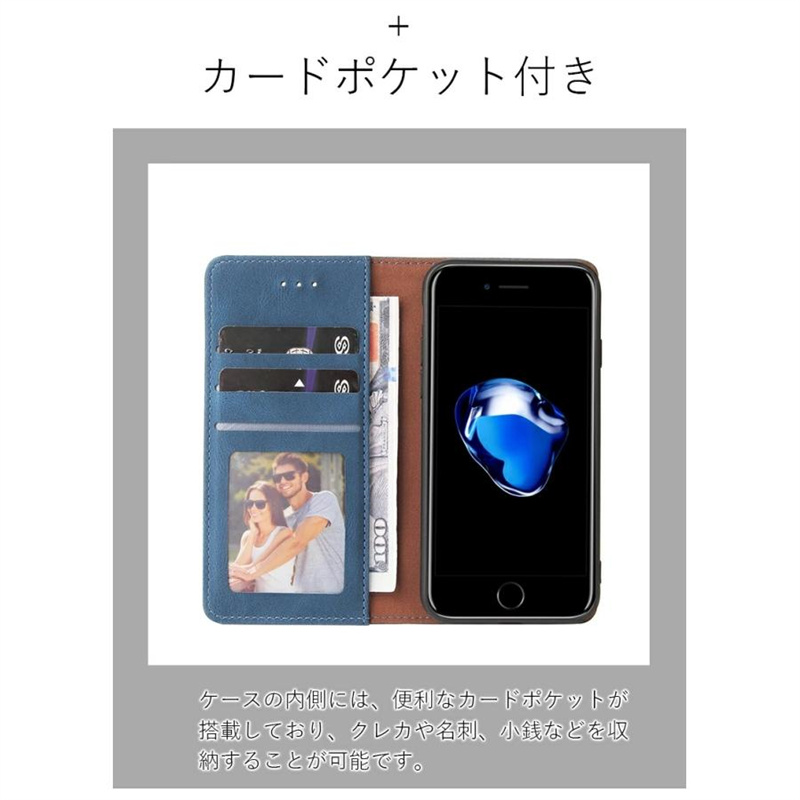 +
カードポケット付き
100
ケースの内側には、便利なカードポケットが
搭載しており、クレカや名刺、小銭などを収
納することが可能です。